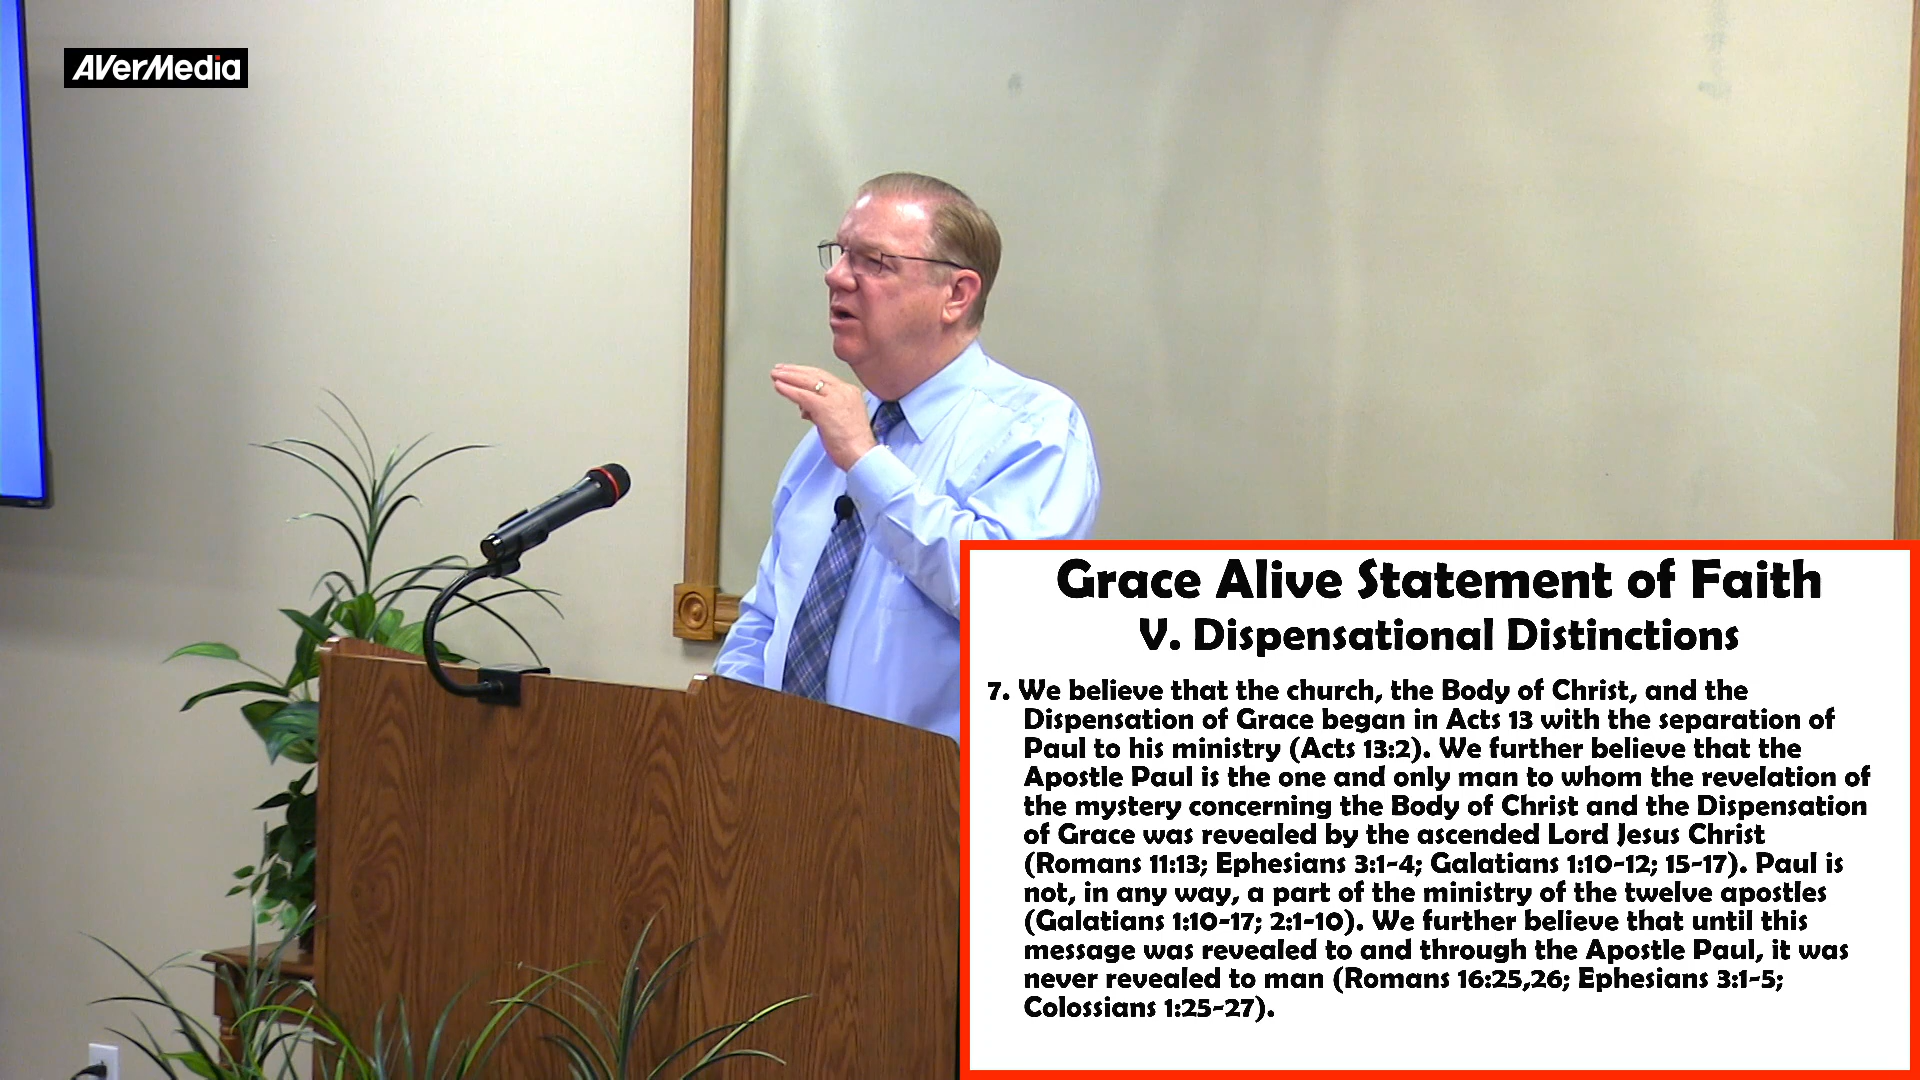 AVerMedia
Grace Alive Statement of Faith
V. Dispensational Distinctions
7. We believe that the church, the Body of Christ, and the
Dispensation of Grace began in Acts 13 with the separation of
Paul to his ministry (Acts 13:2). We further believe that the
Apostle Paul is the one and only man to whom the revelation of
the mystery concerning the Body of Christ and the Dispensation
of Grace was revealed by the ascended Lord Jesus Christ
(Romans 11:13; Ephesians 3:1-4; Galatians 1:10-12; 15-17). Paul is
not, in any way, a part of the ministry of the twelve apostles
(Galatians 1:10-17; 2:1-10). We further believe that until this
message was revealed to and through the Apostle Paul, it was
never revealed to man (Romans 16:25,26; Ephesians 3:1-5;
Colossians 1:25-27).